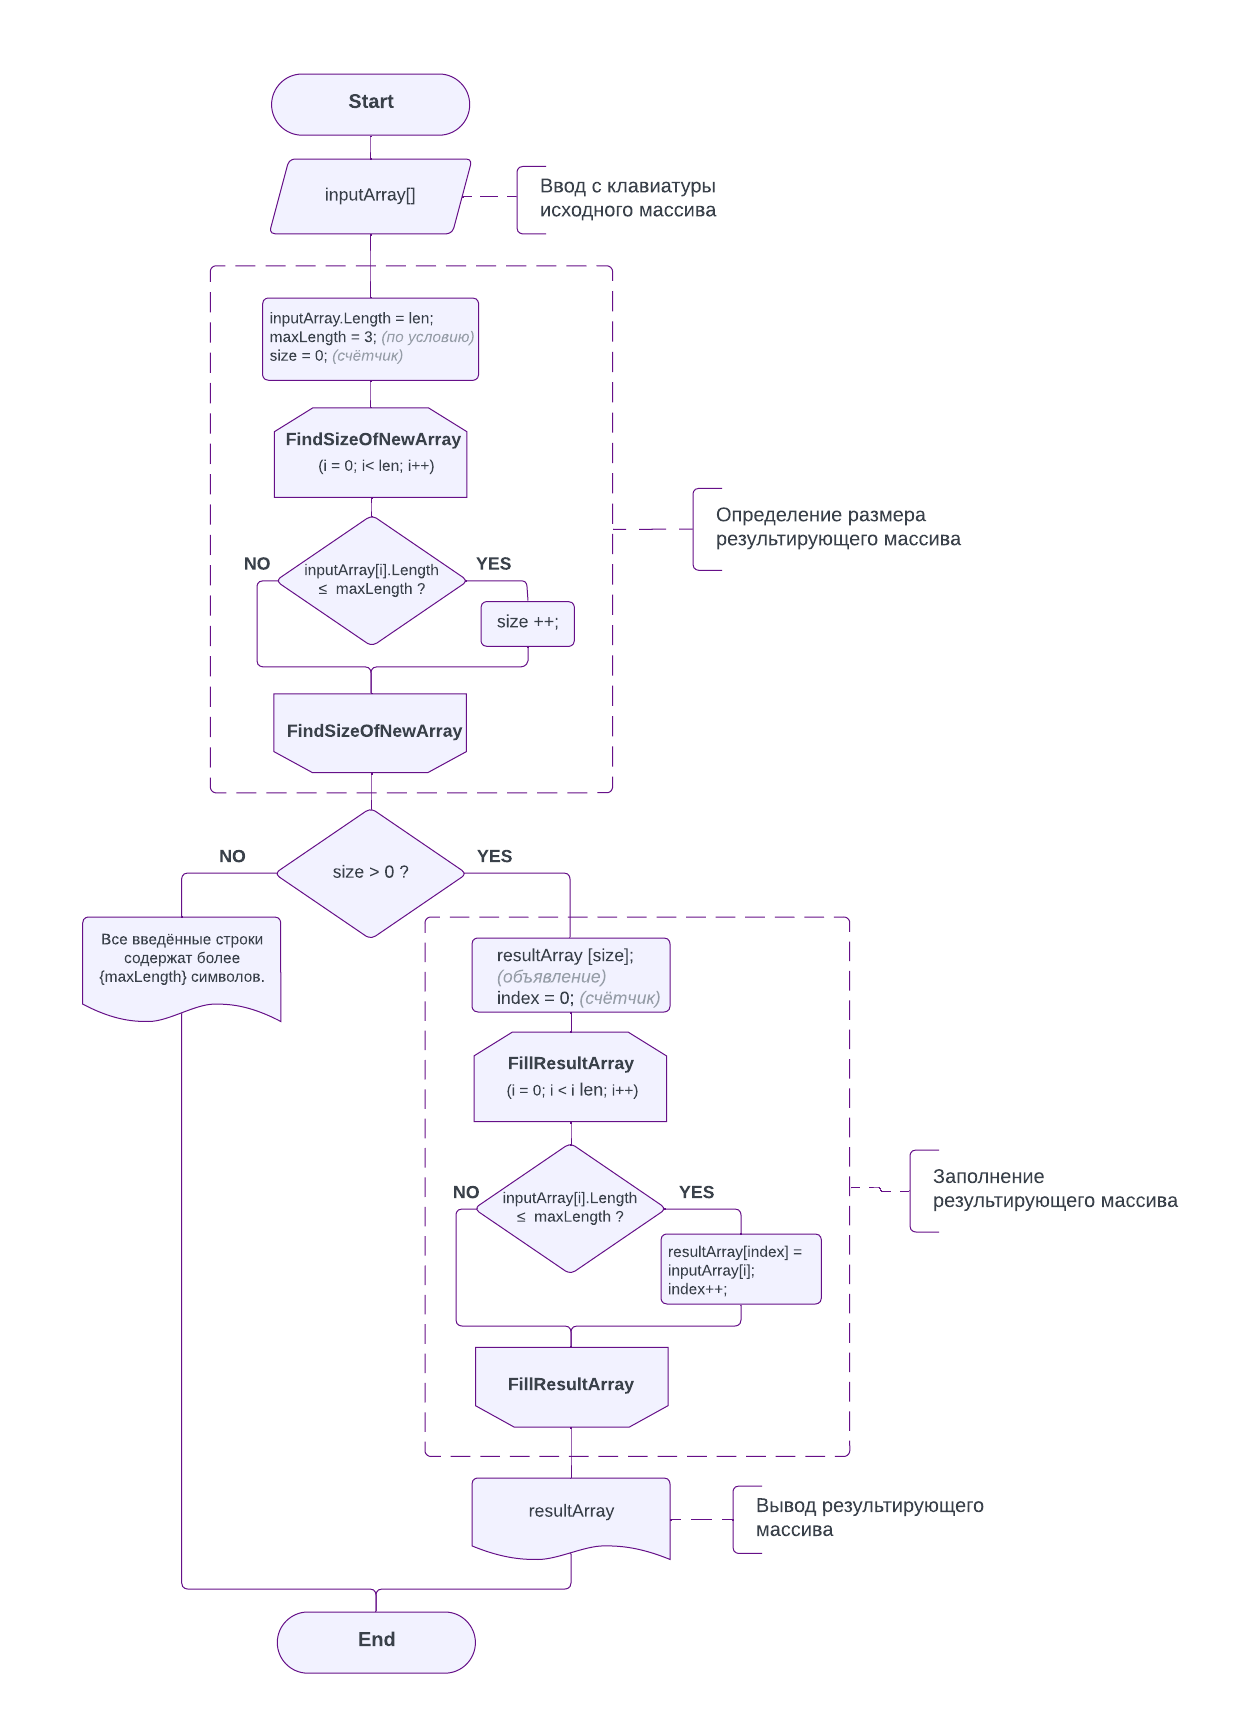 Start
inputArray[]
Ввод с клавиатуры
исходного массива
inputArray.Length = len;
maxLength = 3; (по условию)
size = 0; (счётчик)
FindSizeOfNewArray
(i = 0; i< len; i++)
Определение размера
результирующего массива
NO
YES
inputArray[i].Length
≤ maxLength ?
size ++;
FindSizeOfNewArray
NO
YES
size > 0 ?
Все введённые строки
содержат более
{maxLength} символов.
resultArray [size];
(объявление)
index = 0; (счётчик)
FillResultArray
(i = 0; i < i len; i++)
Заполнение
результирующего массива
NO
YES
inputArray[i].Length
≤ maxLength ?
resultArray[index] =
inputArray[i];
index++;
FillResultArray
resultArray
Вывод результирующего
массива
End